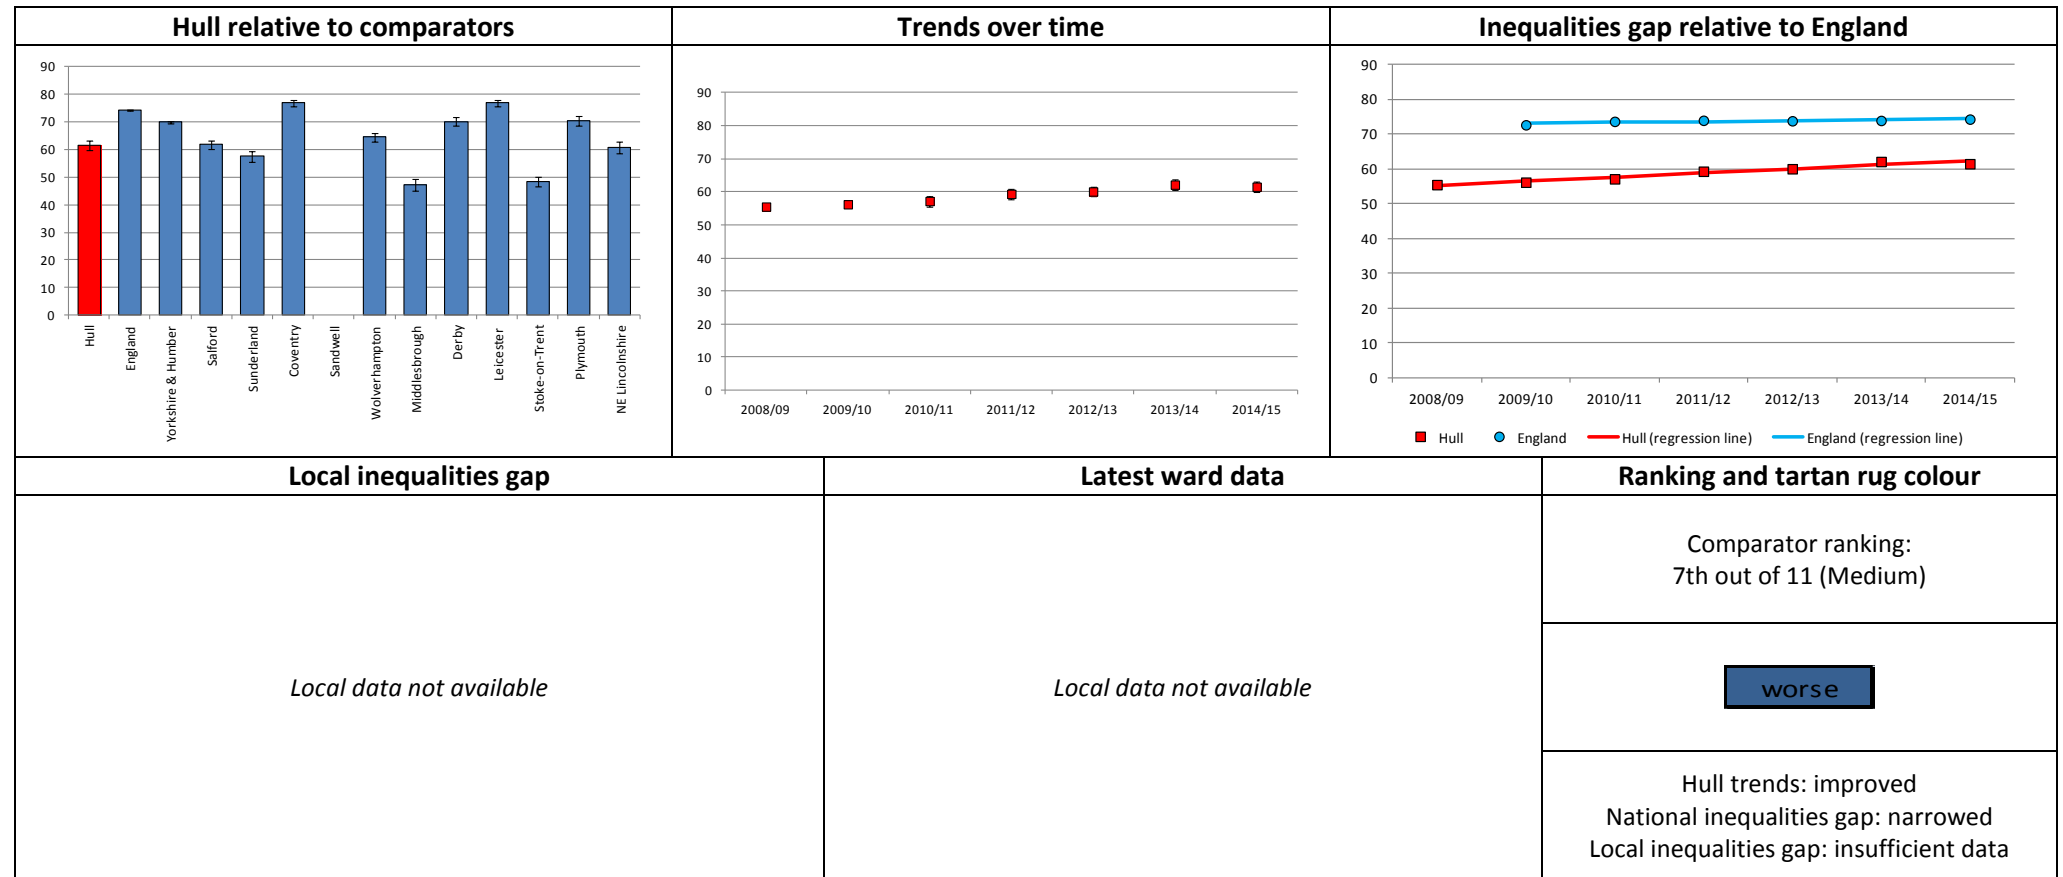 Hull relative to comparators
Trends over time
Inequalities gap relative to England
90
80
70
60
50
40
30
20
10
0
Hull
England
Yorkshire & Humber
Salford
Sunderland
Coventry
Sandwell
Wolverhampton
Middlesbrough
Derby
Leicester
Stoke-on-Trent
Plymouth
NE Lincolnshire
90
80
70
60
50
40
30
20
10
0
2008/09 2009/10 2010/11 2011/12 2012/13 2013/14 2014/15
90
80
70
60
50
40
30
20
10
0
2008/09 2009/10 2010/11 2011/12 2012/13 2013/14 2014/15
Hull England Hull (regression line) England (regression line)
Local inequalities gap
Latest ward data
Ranking and tartan rug colour
Local data not available
Local data not available
Comparator ranking:
7th out of 11 (Medium)
worse
Hull trends: improved
National inequalities gap: narrowed
Local inequalities gap: insufficient data